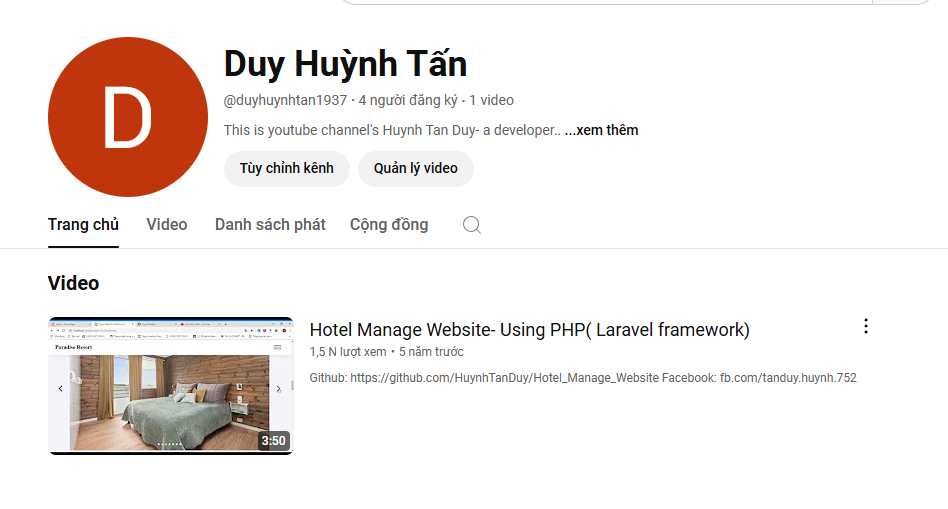 D
Duy Huỳnh Tấn
@duyhuynhtan1937 · 4 người đăng ký · 1 video
This is youtube channel's Huynh Tan Duy- a developer.. ...xem thêm
Tùy chỉnh kênh Quản lý video
Trang chủ Video Danh sách phát Cộng đồng
Video
Paradise Resort
3:50
Hotel Manage Website- Using PHP( Laravel framework)
1,5 N lượt xem • 5 năm trước
Github: https://github.com/HuynhTanDuy/Hotel_Manage_Website Facebook: fb.com/tanduy.huynh.752